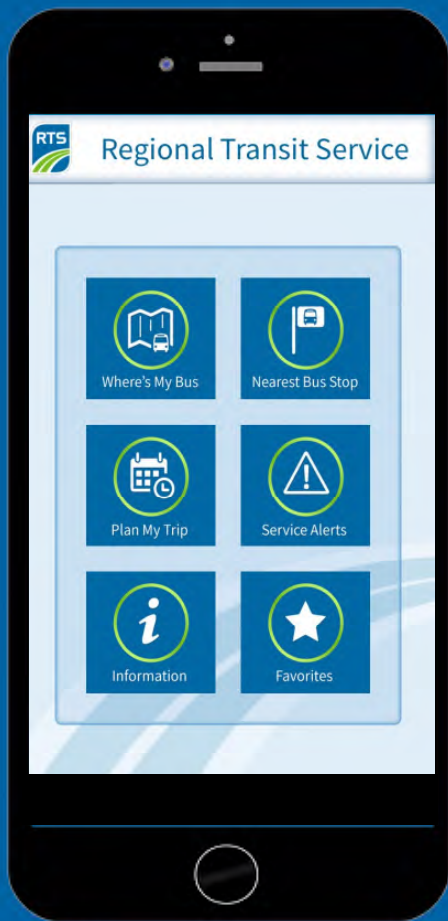 RTS
Regional Transit Service
Where's My Bus
Nearest Bus Stop
Plan My Trip
Service Alerts
Information
Favorites